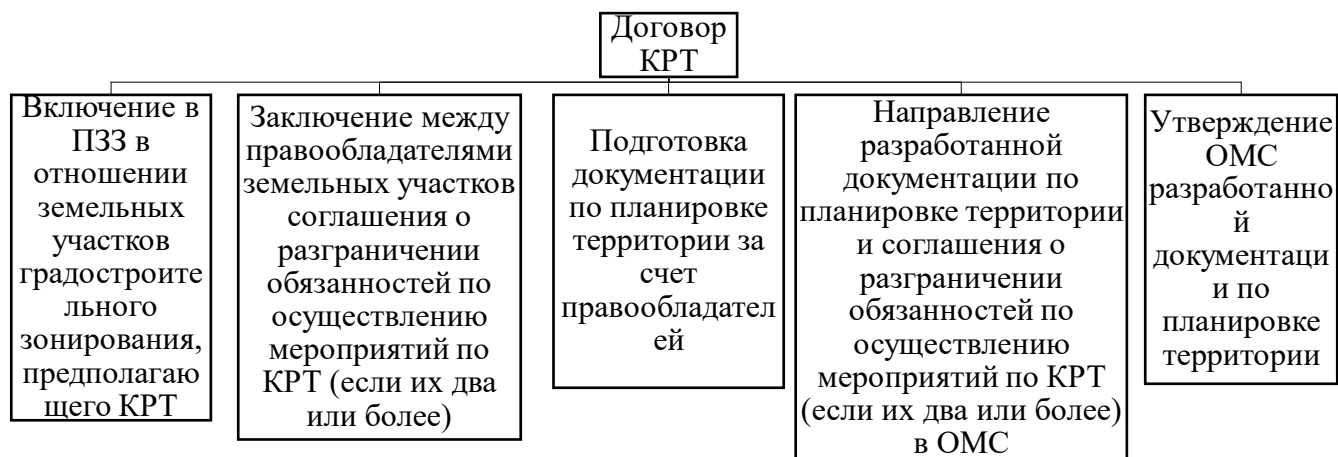 Договор
КРТ
Включение в
ПЗЗ в
отношении
земельных
участков
градостроите
льного
зонирования,
предполагаю
щего КРТ
Заключение между
правообладателями
земельных участков
соглашения о
разграничении
обязанностей по
осуществлению
мероприятий по
КРТ (если их два
или более)
Подготовка
документации
по планировке
территории за
счет
правообладател
ей
Направление
разработанной
документации по
планировке территории
и соглашения о
разграничении
обязанностей по
осуществлению
мероприятий по КРТ
(если их два или более)
в ОМС
Утверждение
ОМС
разработанно
й
документаци
и по
планировке
территории